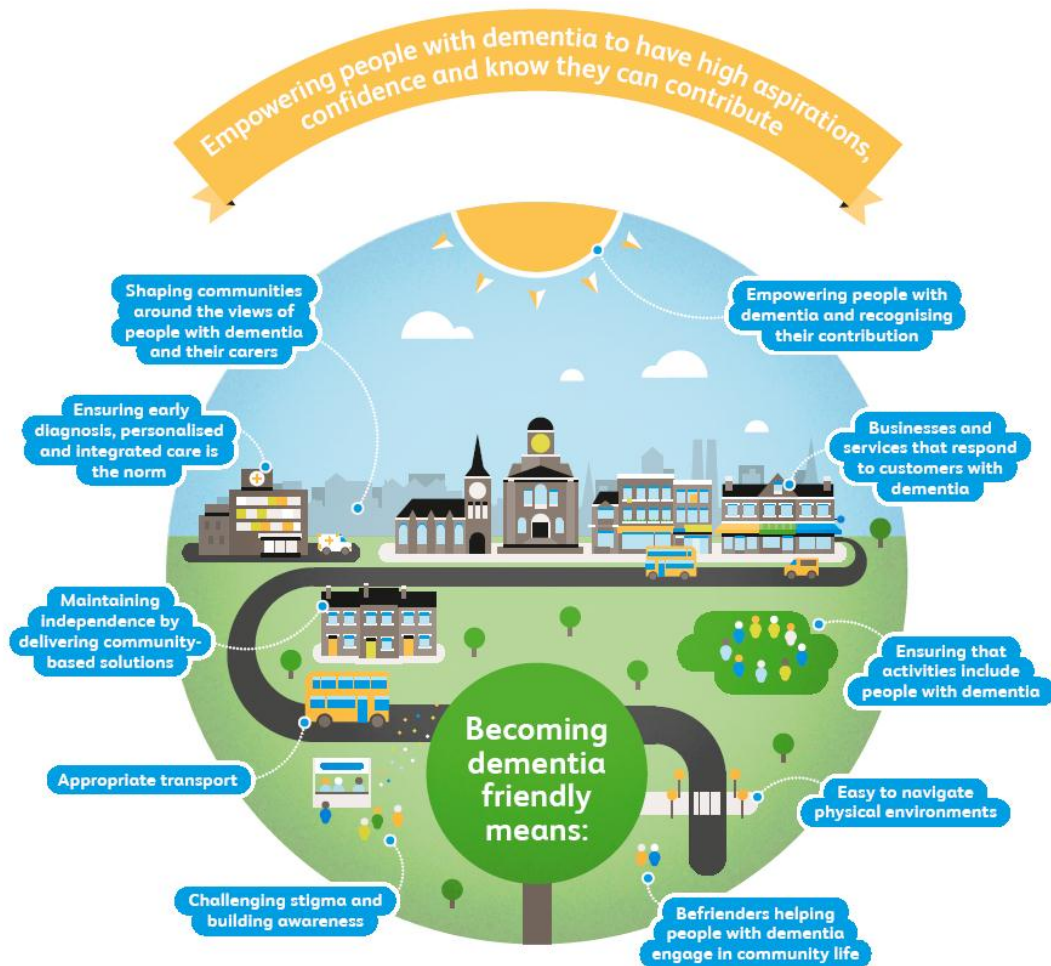 Empowering people with dementia to have high aspirations,
confidence and know they can contribute
Shaping communities
around the views of
people with dementia
and their carers
Empowering people with
dementia and recognising
their contribution
Ensuring early
diagnosis, personalised
and integrated care is
the norm
Businesses and
services that respond
to customers with
dementia
Maintaining
independence by
delivering community-
based solutions
Ensuring that
activities include
people with dementia
Becoming
dementia
friendly
means:
Appropriate transport
Easy to navigate
physical environments
Challenging stigma and
building awareness
Befrienders helping
people with dementia
engage in community life